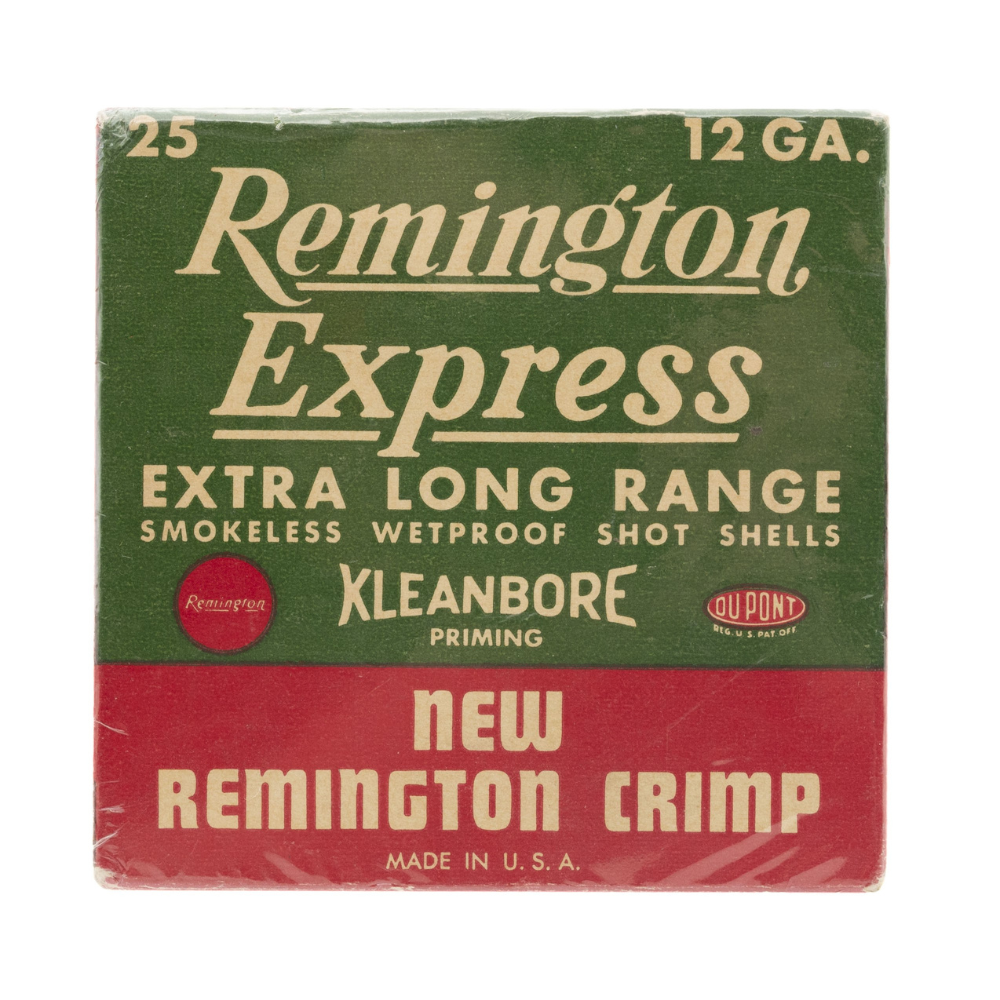 25 12 GA.
Remington
Express
EXTRA LONG RANGE
SMOKELESS WETPROOF SHOT SHELLS
Remington
KLEANBORE
PRIMING
DU PONT
REG. U.S. PAT. OFF.
NEW
REMINGTON CRIMP
MADE IN U.S.A.